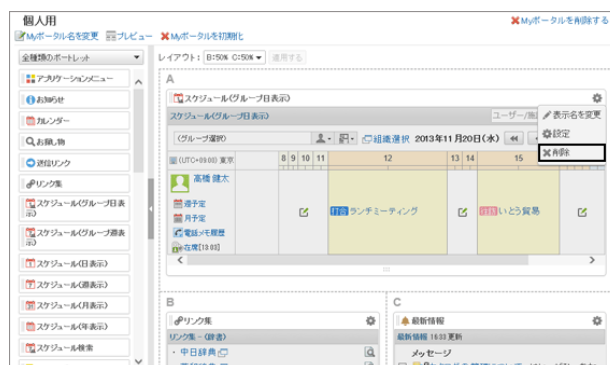 個人用
Myポータルを削除する
Myポータル名を変更 プレビュー Myポータルを初期化
全種類のポートレット
レイアウト: B:50% C:50% 適用する
アプリケーションメニュー
お知らせ
カレンダー
送信リンク
リンク集
スケジュール(グループ日表示)
スケジュール(グループ週表示)
スケジュール(日表示)
スケジュール(週表示)
スケジュール(月表示)
スケジュール(年表示)
スケジュール検索
A
スケジュール(グループ日表示)
スケジュール(グループ日表示)
ユーザー/施
表示名を変更
設定
削除
(グループ選択)
組織選択 2013年11月20日(水)
(UTC+09:00) 東京 8 9 10 11 12 13 14 15
高橋 健太
週予定
月予定
電話メモ履歴
在席[13:03]
ランチミーティング
いとう貿易
B
リンク集
リンク集 - (辞書)
・中日辞典
C
最新情報
最新情報 16:33 更新
メッセージ